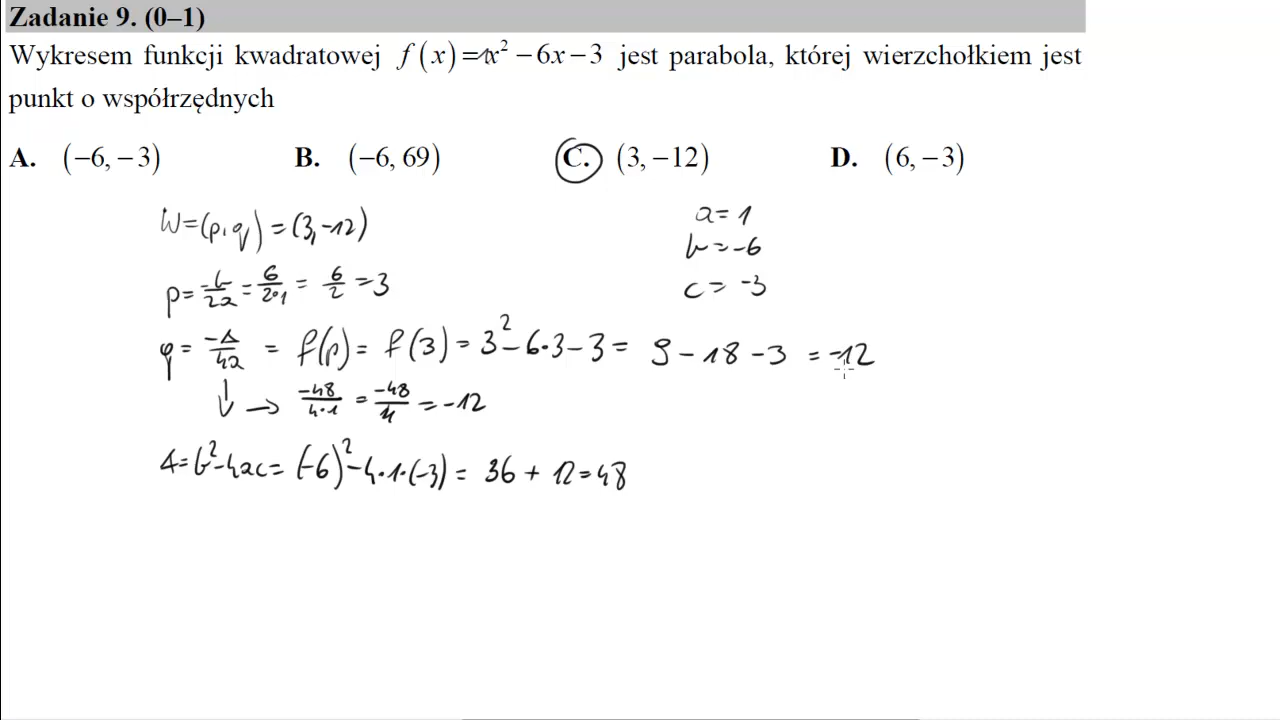 Zadanie 9. (0–1)
Wykresem funkcji kwadratowej f(x)=1x²−6x−3 jest parabola, której wierzchołkiem jest
punkt o współrzędnych
A. (−6, −3) B. (−6, 69) C. (3, −12) D. (6, −3)
W=(p,q)=(3,-12) a=1
p=-b/2a=6/2·1=6/2=3 b=-6
c=-3
q=-Δ/4a=f(p)=f(3)=3²-6·3-3=9-18-3=-12
↓→ -48/4·1=-48/4=-12
Δ=b²-4ac=(-6)²-4·1·(-3)=36+12=48